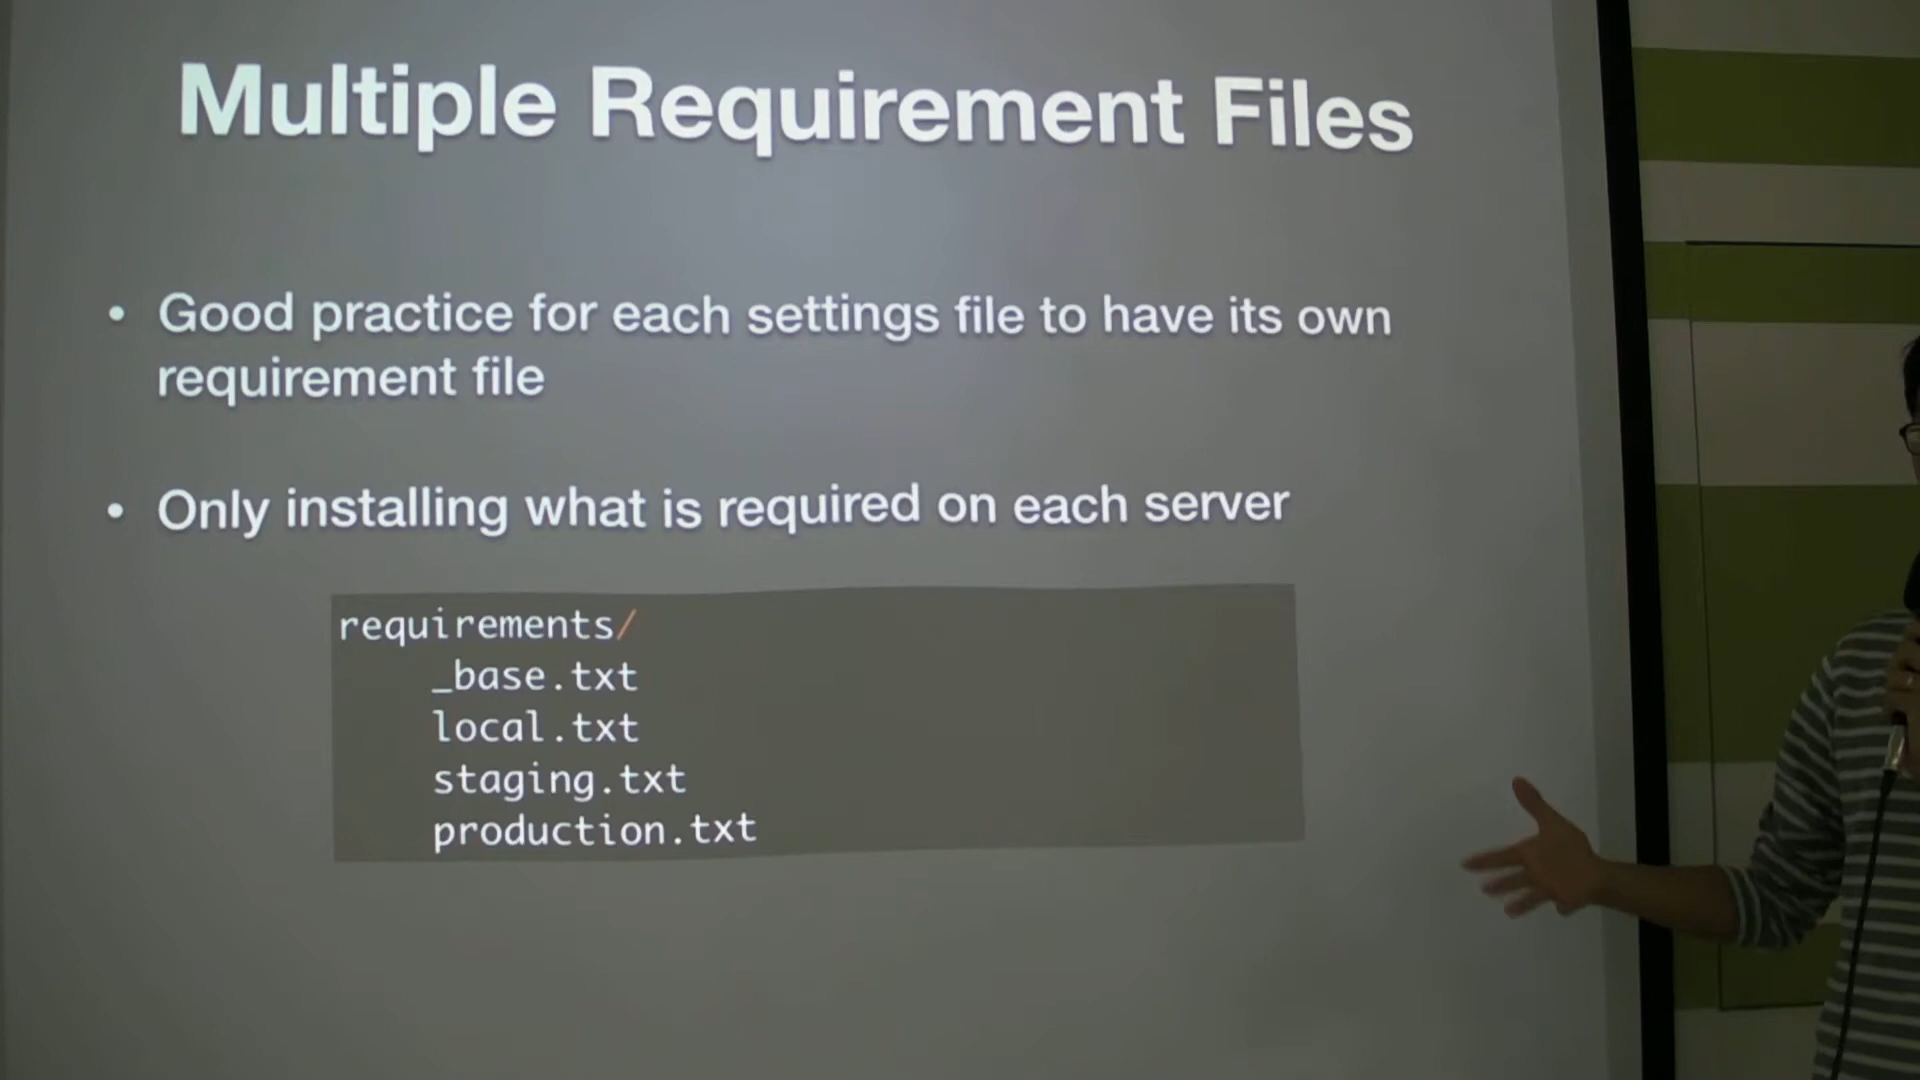 Multiple Requirement Files
• Good practice for each settings file to have its own
requirement file
• Only installing what is required on each server
requirements/
_base.txt
local.txt
staging.txt
production.txt